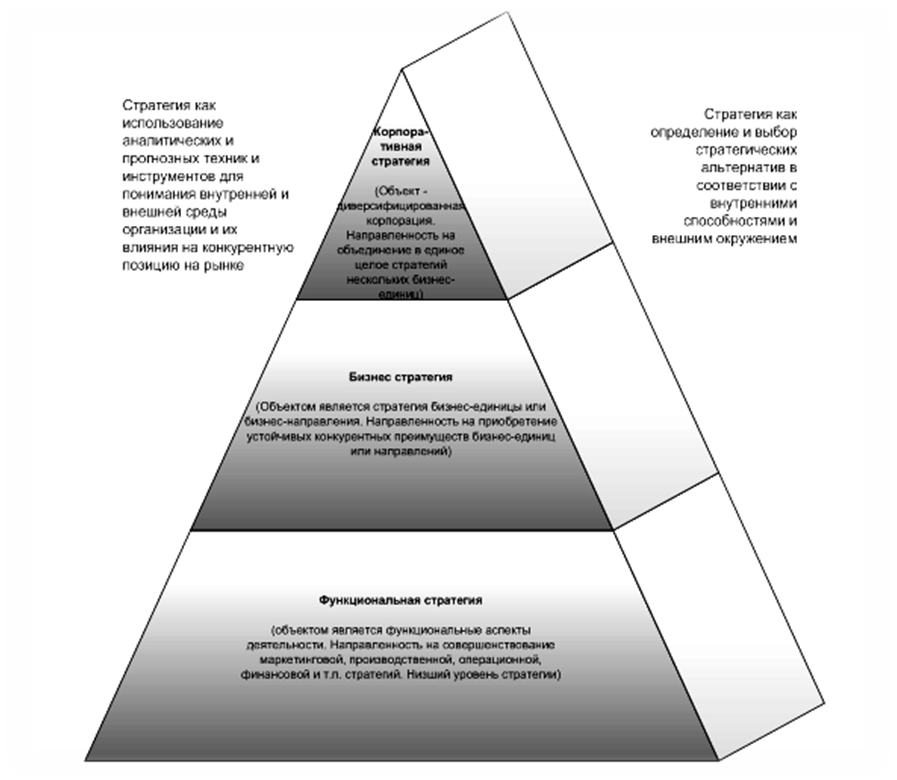 Стратегия как
использование
аналитических и
прогнозных техник и
инструментов для
понимания внутренней и
внешней среды
организации и их
влияния на конкурентную
позицию на рынке
Стратегия как
определение и выбор
стратегических
альтернатив в
соответствии с
внутренними
способностями и
внешним окружением
Корпора-
тивная
стратегия
(Объект -
диверсифицированная
корпорация.
Направленность на
объединение в единое
целое стратегий
нескольких бизнес-
единиц)
Бизнес стратегия
(Объектом является стратегия бизнес-единицы или
бизнес-направления. Направленность на приобретение
устойчивых конкурентных преимуществ бизнес-единиц
или направлений)
Функциональная стратегия
(объектом является функциональные аспекты
деятельности. Направленность на совершенствование
маркетинговой, производственной, операционной,
финансовой и т.п. стратегий. Низший уровень стратегии)